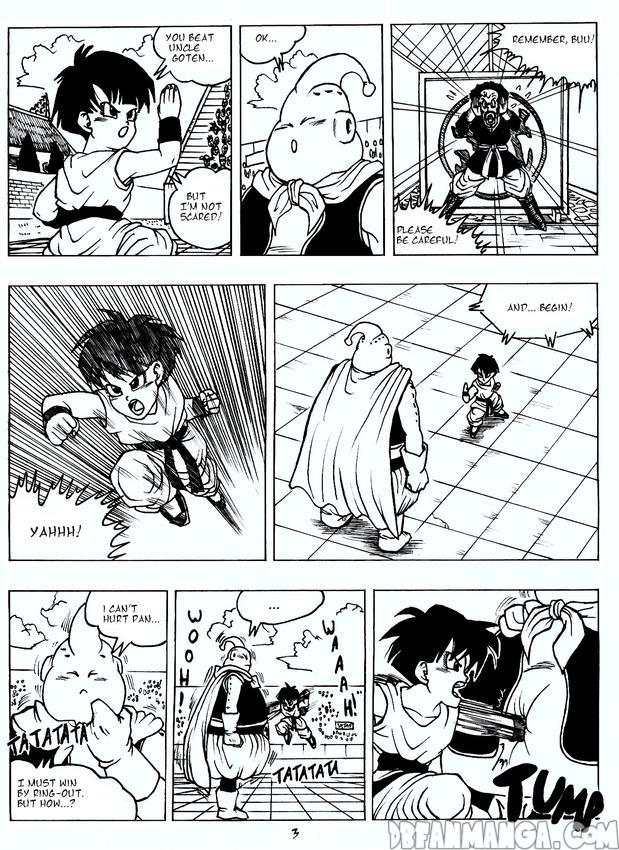 YOU BEAT
UNCLE
GOTEN...
BUT
I'M NOT
SCARED!
OK...
REMEMBER, BUU!
PLEASE
BE CAREFUL!
YAHHH!
AND... BEGIN!
I CAN'T
HURT PAN...
TATATATA
I MUST WIN
BY RING-OUT.
BUT HOW...?
...
WOOH!
WAAAH!
TATATATA
TUMP
3
DBFANMANGA.COM